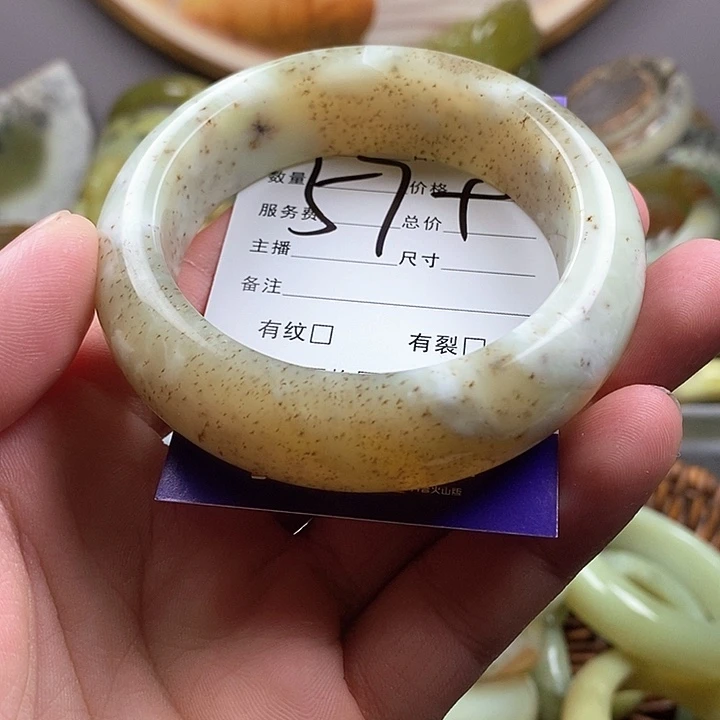 数量 57+ 价格
服务费 总价
主播 尺寸
备注
有纹□ 有裂□